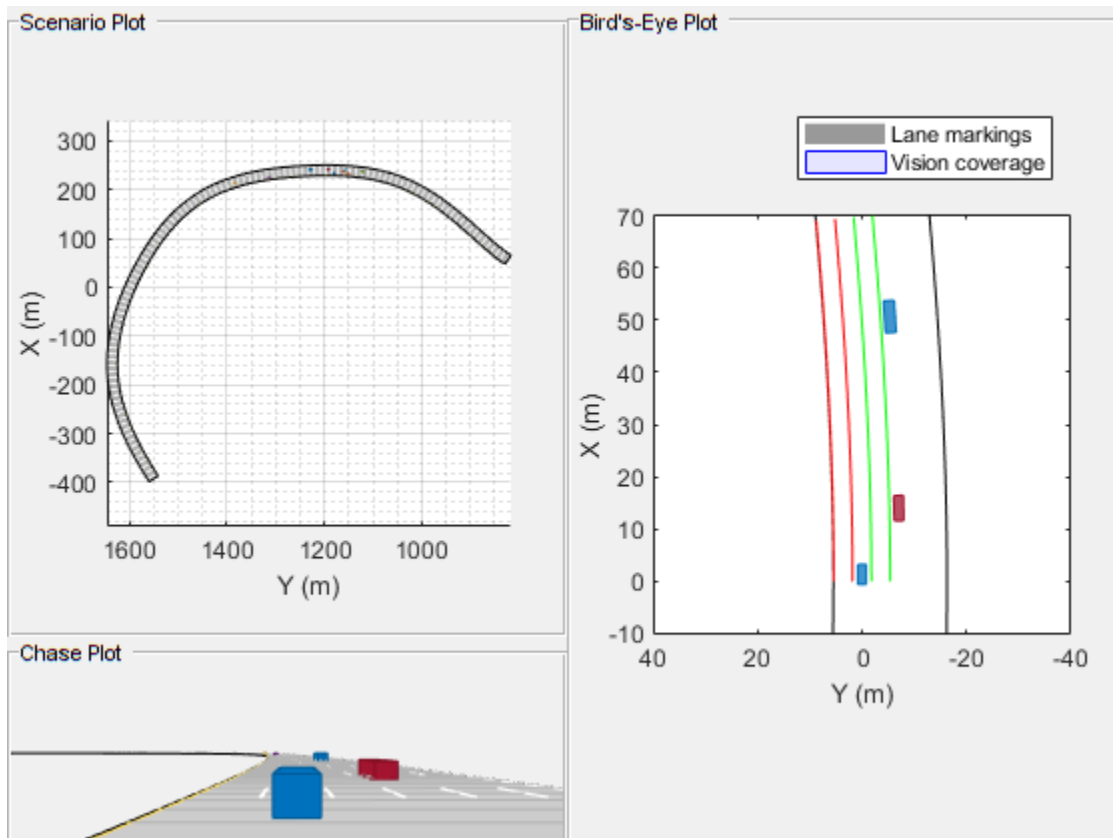 Scenario Plot
300
200
100
0
-100
-200
-300
-400
X (m)
1600 1400 1200 1000
Y (m)
Chase Plot
Bird's-Eye Plot
Lane markings
Vision coverage
70
60
50
40
30
20
10
0
-10
X (m)
40 20 0 -20 -40
Y (m)